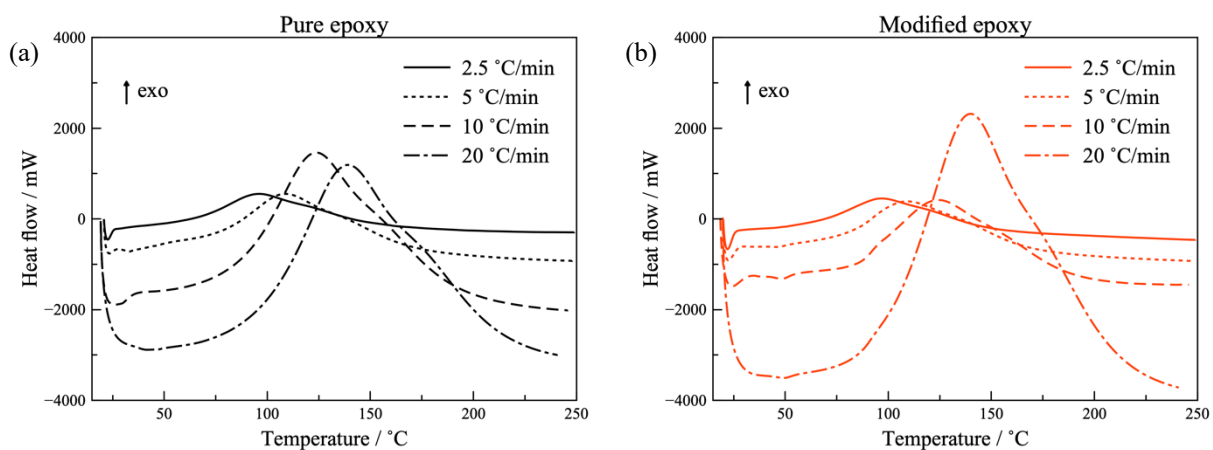 (a)
Pure epoxy
4000
2000
0
−2000
−4000
Heat flow / mW
↑ exo
2.5 ˚C/min
5 ˚C/min
10 ˚C/min
20 ˚C/min
50 100 150 200 250
Temperature / ˚C
(b)
Modified epoxy
4000
2000
0
−2000
−4000
Heat flow / mW
↑ exo
2.5 ˚C/min
5 ˚C/min
10 ˚C/min
20 ˚C/min
50 100 150 200 250
Temperature / ˚C